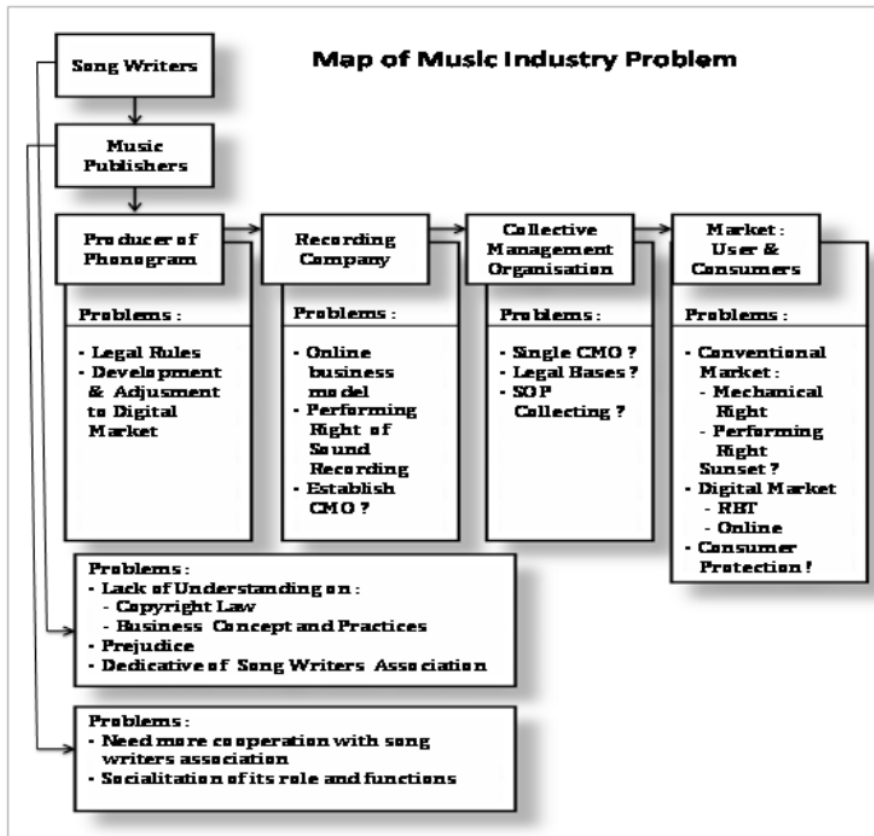 Map of Music Industry Problem
Song Writers
Music
Publishers
Producer of
Phonogram
Problems :
- Legal Rules
- Development
& Adjusment
to Digital
Market
Recording
Company
Problems :
- Online
business
model
- Performing
Right of
Sound
Recording
- Establish
CMO ?
Collective
Management
Organisation
Problems :
- Single CMO ?
- Legal Bases ?
- SOP
Collecting ?
Market :
User &
Consumers
Problems :
- Conventional
Market :
- Mechanical
Right
- Performing
Right
Sunset ?
- Digital Market
- RBT
- Online
- Consumer
Protection !
Problems :
- Lack of Understanding on :
- Copyright Law
- Business Concept and Practices
- Prejudice
- Dedicative of Song Writers Association
Problems :
- Need more cooperation with song
writers association
- Socialitation of its role and functions